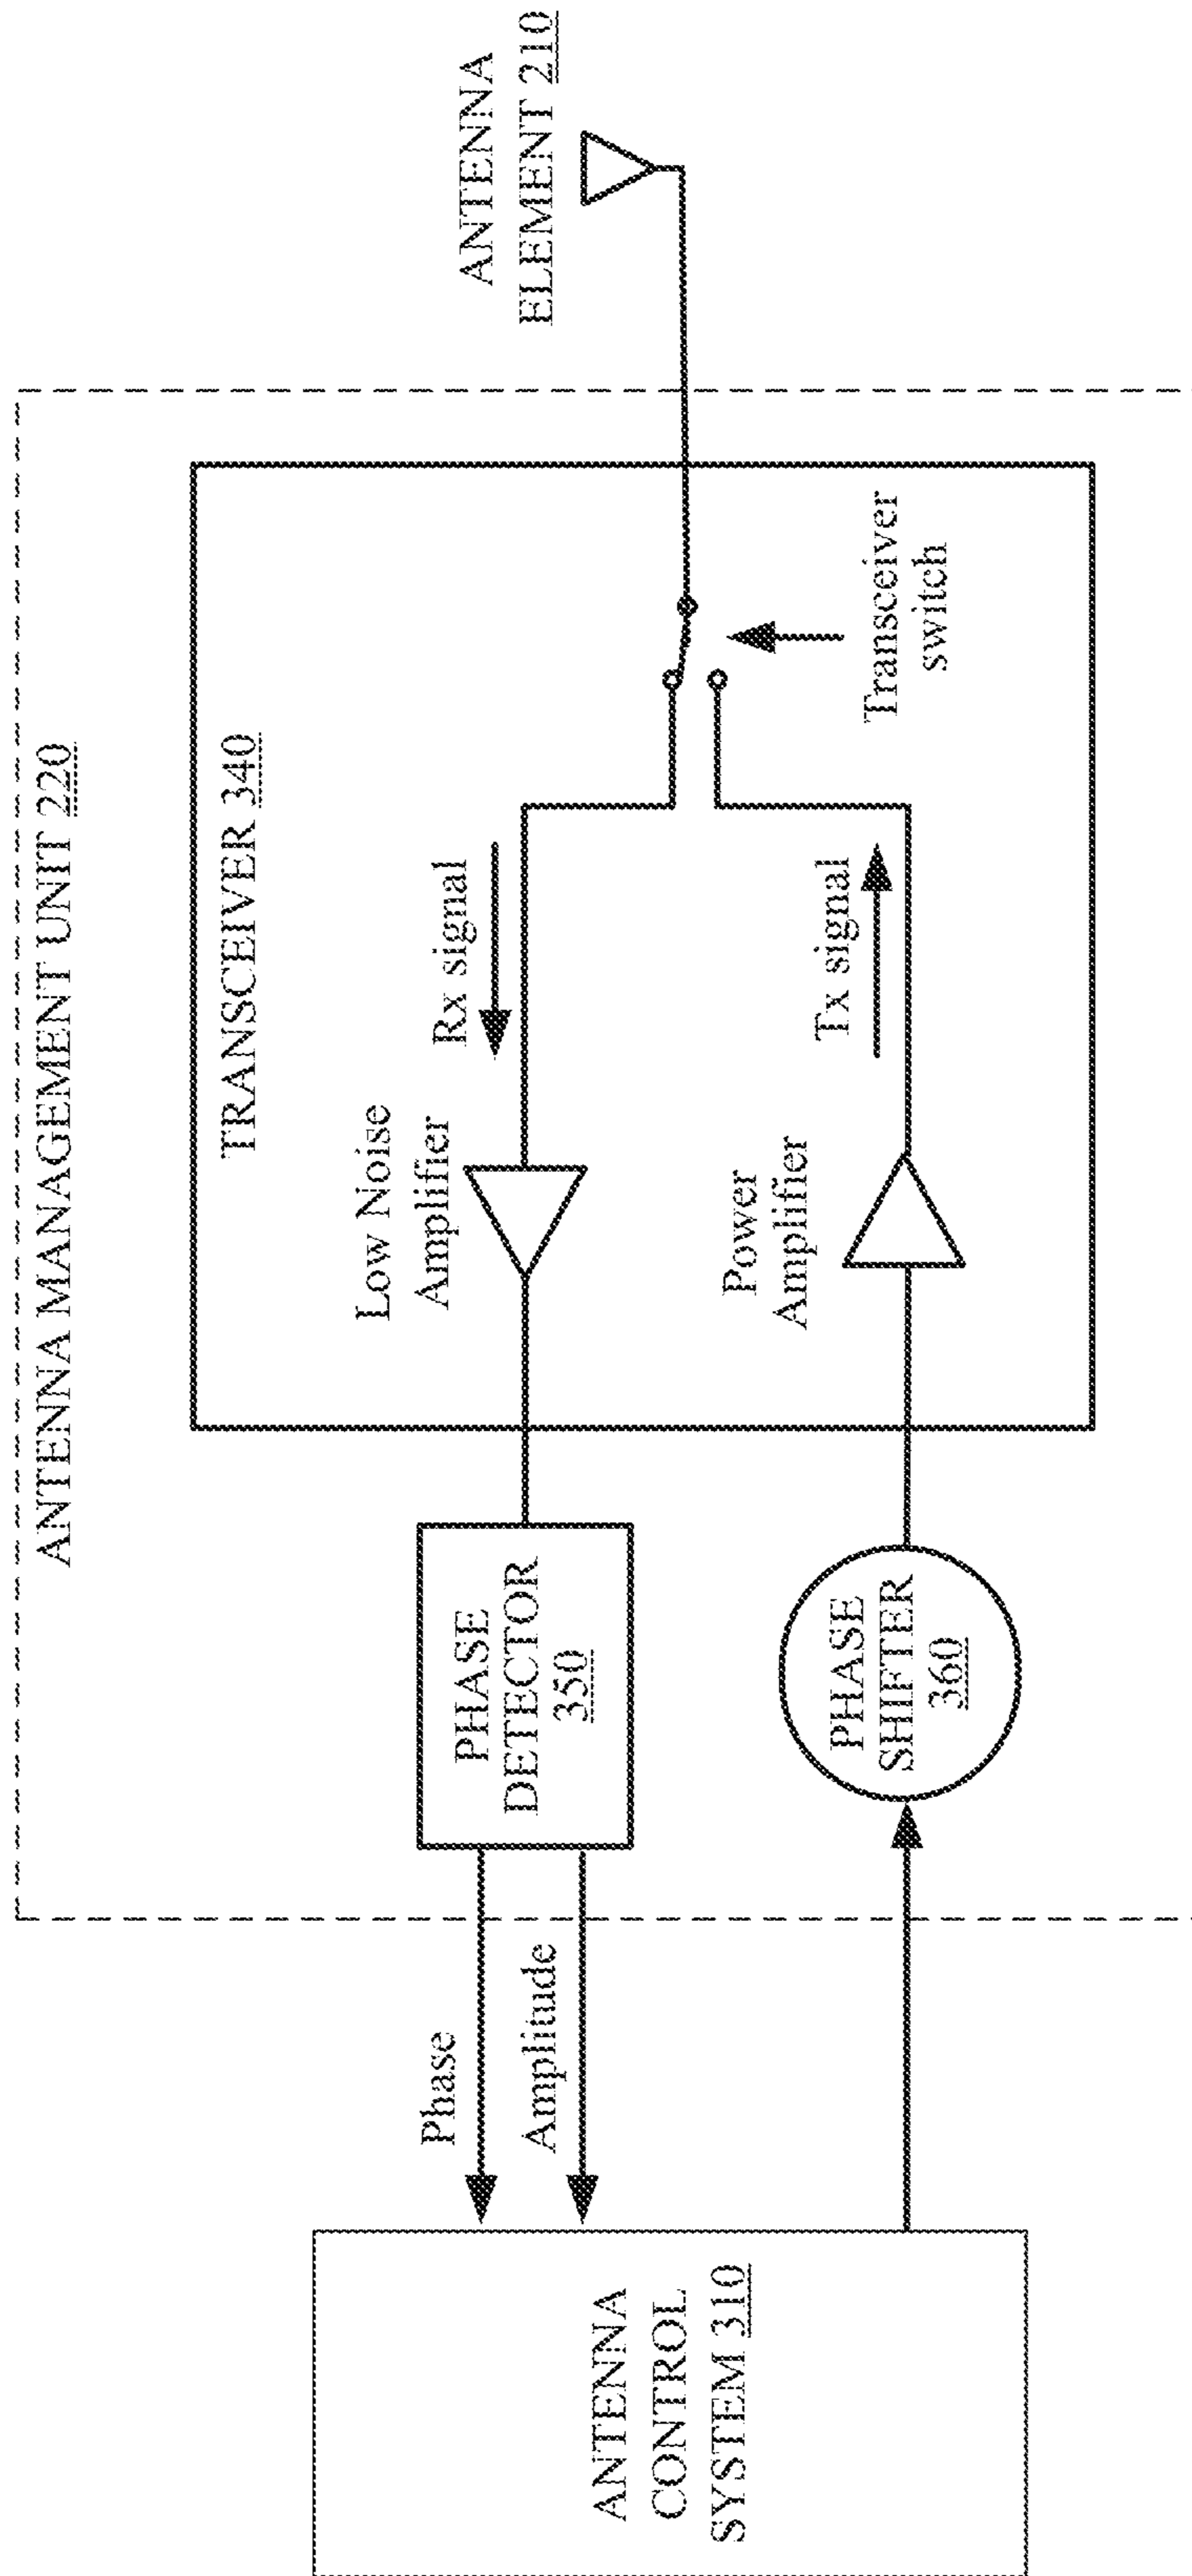 ANTENNA MANAGEMENT UNIT 220
TRANSCEIVER 340
ANTENNA
CONTROL
SYSTEM 310
Phase
Amplitude
PHASE
DETECTOR
350
Low Noise
Amplifier
Rx signal
ANTENNA
ELEMENT 210
PHASE
SHIFTER
360
Power
Amplifier
Tx signal
Transceiver
switch